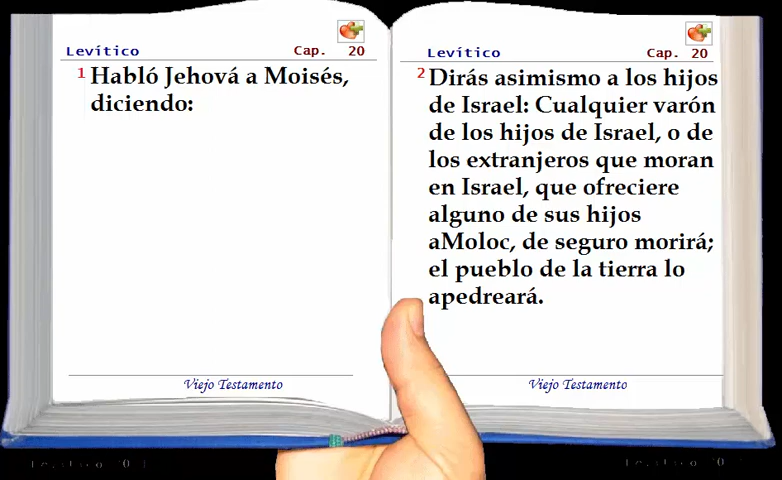 Levítico Cap. 20
1 Habló Jehová a Moisés,
diciendo:
Viejo Testamento
Levítico Cap. 20
2 Dirás asimismo a los hijos
de Israel: Cualquier varón
de los hijos de Israel, o de
los extranjeros que moran
en Israel, que ofreciere
alguno de sus hijos
aMoloc, de seguro morirá;
el pueblo de la tierra lo
apedreará.
Viejo Testamento